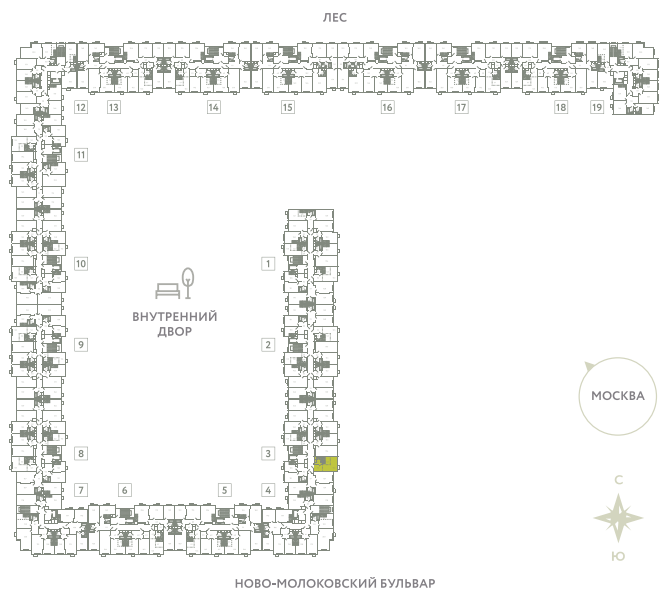 ЛЕС
12 13 14 15 16 17 18 19
11
10 1
ВНУТРЕННИЙ
ДВОР
9 2
МОСКВА
8 3
С
7 6 5 4
Ю
НОВО-МОЛОКОВСКИЙ БУЛЬВАР